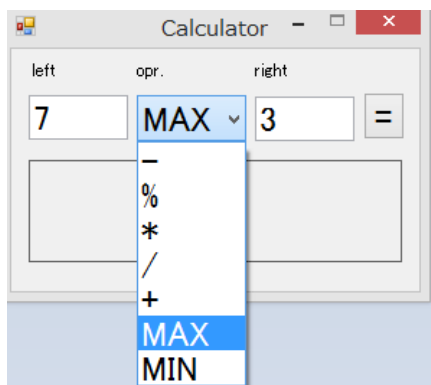 Calculator
left opr. right
7 MAX 3 =
−
%
*
/
+
MAX
MIN